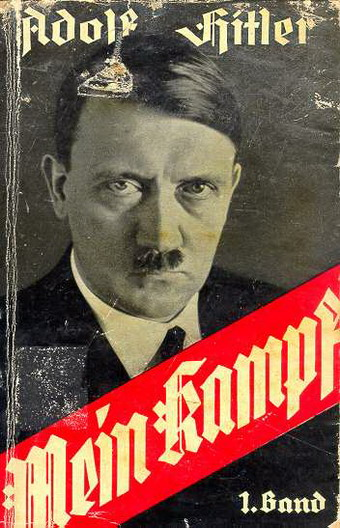 Adolf Hitler
Mein Kampf
1. Band